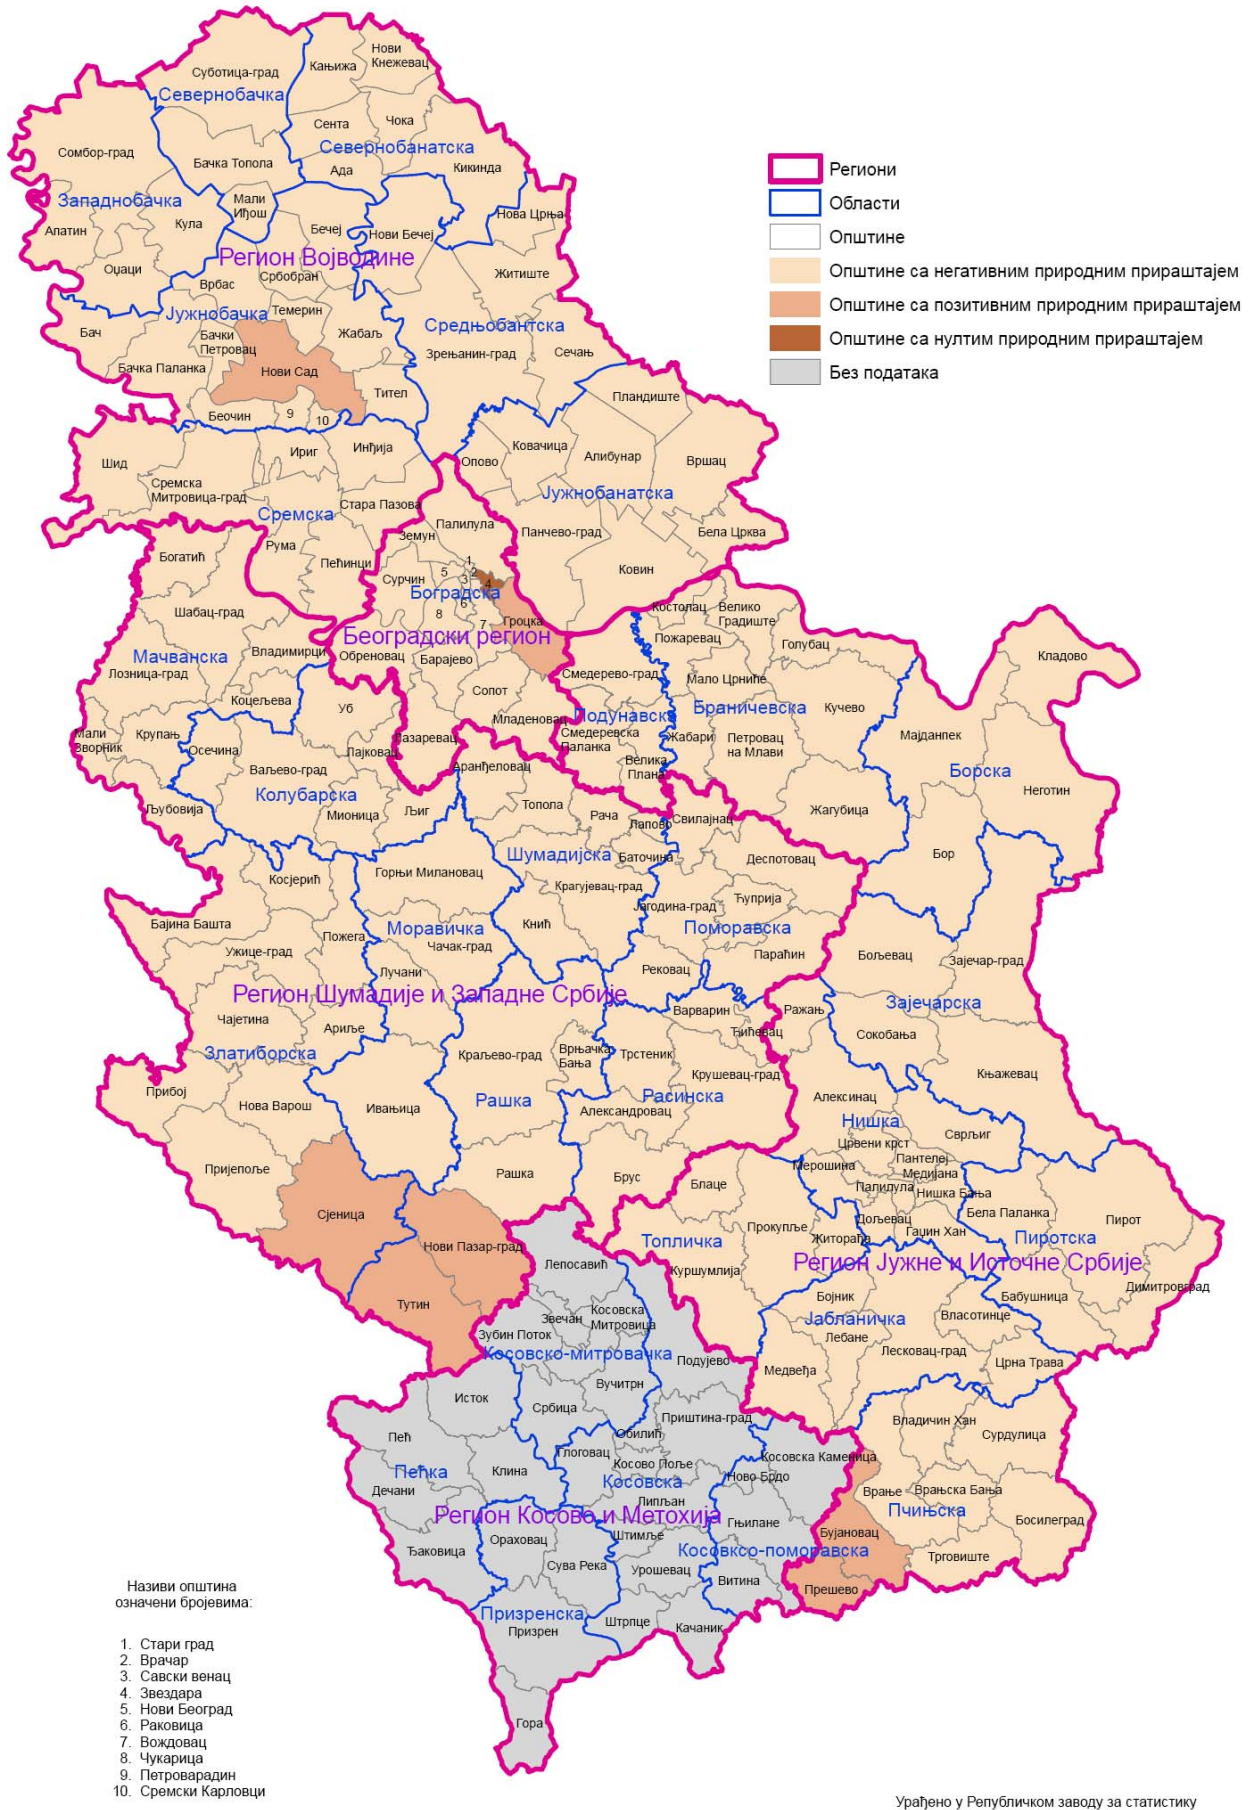 Суботица-град
Кањижа
Нови
Кнежевац
Севернобачка
Сента
Чока
Сомбор-град
Севернобанатска
Бачка Топола
Ада
Кикинда
Западнобачка
Мали
Иђош
Апатин
Кула
Бечеј
Нови Бечеј
Нова Црња
Регион Војводине
Оџаци
Србобран
Житиште
Врбас
Јужнобачка
Темерин
Средњобантска
Бач
Бачки
Петровац
Жабаљ
Зрењанин-град
Сечањ
Бачка Паланка
Нови Сад
Тител
Пландиште
Беочин
9
10
Шид
Ириг
Инђија
Опово
Ковачица
Алибунар
Вршац
Сремска
Митровица-град
Јужнобанатска
Сремска
Стара Пазова
Палилула
Панчево-град
Бела Црква
Земун
Рума
Пећинци
Ковин
Богатић
Сурчин
1
2
3
4
5
6
7
8
Боградска
Гроцка
Шабац-град
Београдски регион
Мачванска
Владимирци
Обреновац
Барајево
Лозница-град
Сопот
Коцељева
Уб
Младеновац
Мали
Зворник
Крупањ
Осечина
Лајковац
Лазаревац
Ваљево-град
Колубарска
Љубовија
Мионица
Љиг
Костолац
Велико
Градиште
Пожаревац
Голубац
Кладово
Смедерево-град
Мало Црниће
Подунавска
Браничевска
Кучево
Смедеревска
Паланка
Жабари
Петровац
на Млави
Мајданпек
Велика
Плана
Борска
Неготин
Аранђеловац
Топола
Рача
Лапово
Свилајнац
Жагубица
Шумадијска
Баточина
Деспотовац
Бор
Косјерић
Горњи Милановац
Крагујевац-град
Јагодина-град
Ћуприја
Бајина Башта
Моравичка
Кнић
Поморавска
Пожега
Чачак-град
Параћин
Бољевац
Зајечар-град
Ужице-град
Лучани
Рековац
Регион Шумадије и Западне Србије
Зајечарска
Чајетина
Ариље
Варварин
Ражањ
Ћићевац
Сокобања
Златиборска
Краљево-град
Врњачка
Бања
Трстеник
Крушевац-град
Књажевац
Прибој
Нова Варош
Ивањица
Рашка
Расинска
Александровац
Алексинац
Нишка
Сврљиг
Црвени крст
Пријепоље
Рашка
Брус
Блаце
Мерошина
Пантелеј
Медијана
Палилула
Нишка Бања
Сјеница
Прокупље
Дољевац
Гаџин Хан
Бела Паланка
Пирот
Нови Пазар-град
Топличка
Житорађа
Пиротска
Регион Јужне и Источне Србије
Лепосавић
Куршумлија
Димитровград
Тутин
Бојник
Бабушница
Звечан
Косовска
Митровица
Јабланичка
Власотинце
Зубин Поток
Лебане
Косовско-митровачка
Лесковац-град
Подујево
Медвеђа
Црна Трава
Исток
Вучитрн
Србица
Приштина-град
Владичин Хан
Сурдулица
Пећ
Обилић
Глоговац
Косовска Каменица
Пећка
Клина
Косово Поље
Косовска
Ново Брдо
Дечани
Липљан
Врање
Врањска Бања
Регион Косово и Метохија
Гњилане
Пчињска
Босилеград
Ораховац
Штимље
Бујановац
Ђаковица
Сува Река
Косовксо-поморавска
Трговиште
Урошевац
Витина
Прешево
Призренска
Призрен
Штрпце
Качаник
Гора
Региони
Области
Општине
Општине са негативним природним прираштајем
Општине са позитивним природним прираштајем
Општине са нултим природним прираштајем
Без података
Називи општина
означени бројевима:
1. Стари град
2. Врачар
3. Савски венац
4. Звездара
5. Нови Београд
6. Раковица
7. Вождовац
8. Чукарица
9. Петроварадин
10. Сремски Карловци
Урађено у Републичком заводу за статистику